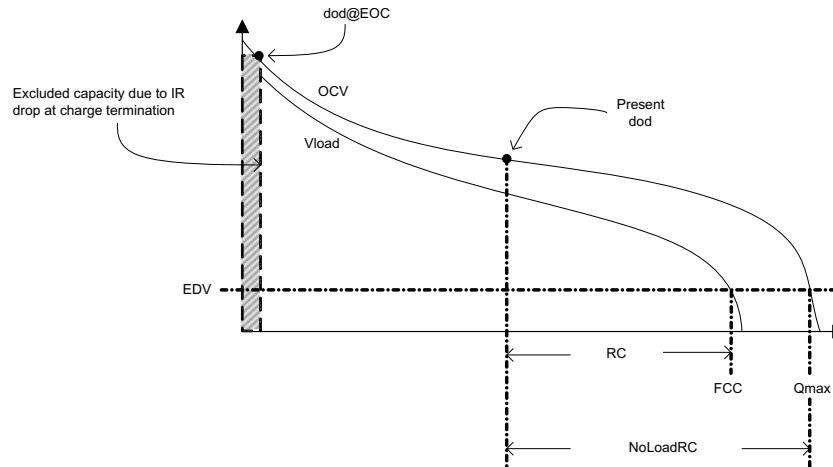 dod@EOC
Excluded capacity due to IR
drop at charge termination
OCV
Present
dod
Vload
EDV
RC
FCC
Qmax
NoLoadRC